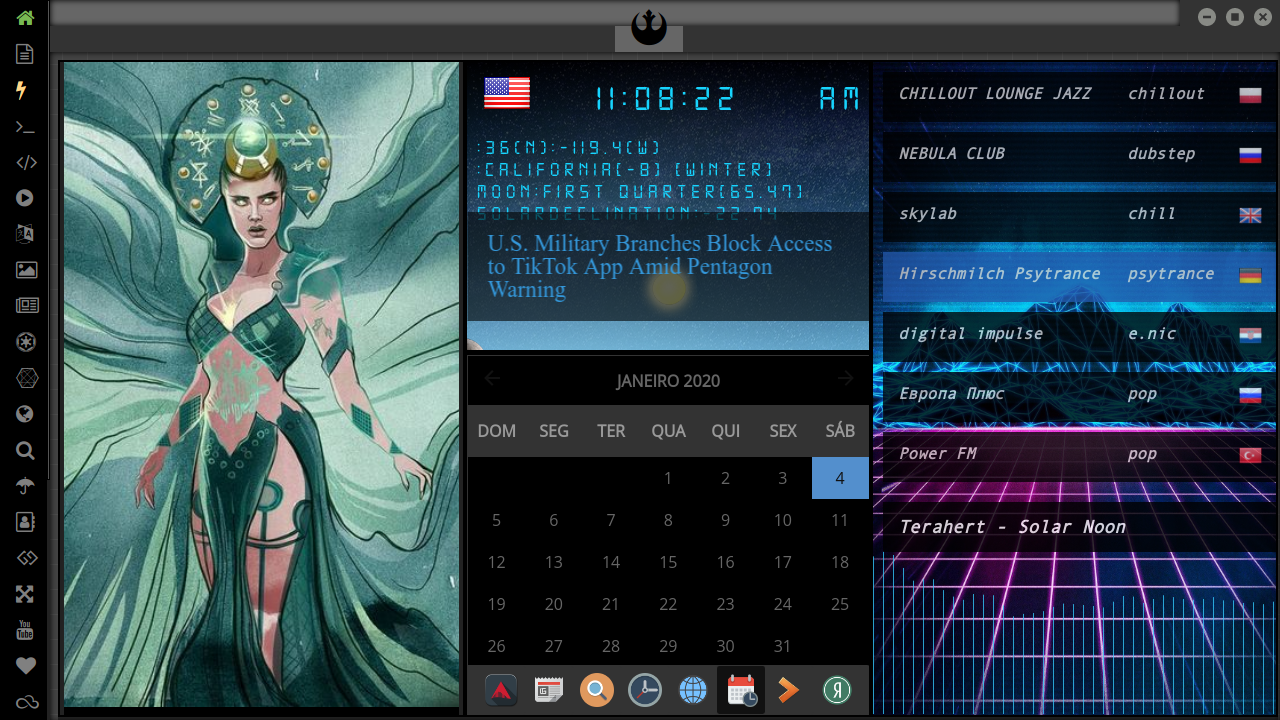 11:08:22 AM
:36(N):-119.4(W)
:CALIFORNIA(-8) [WINTER]
MOON:FIRST QUARTER(65.47)
SOLARDECLINATION:-22.94
U.S. Military Branches Block Access
to TikTok App Amid Pentagon
Warning
JANEIRO 2020
DOM SEG TER QUA QUI SEX SÁB
1 2 3 4
5 6 7 8 9 10 11
12 13 14 15 16 17 18
19 20 21 22 23 24 25
26 27 28 29 30 31
CHILLOUT LOUNGE JAZZ chillout
NEBULA CLUB dubstep
skylab chill
Hirschmilch Psytrance psytrance
digital impulse e.nic
Европа Плюс pop
Power FM pop
Terahert - Solar Noon
You
Tube
Я